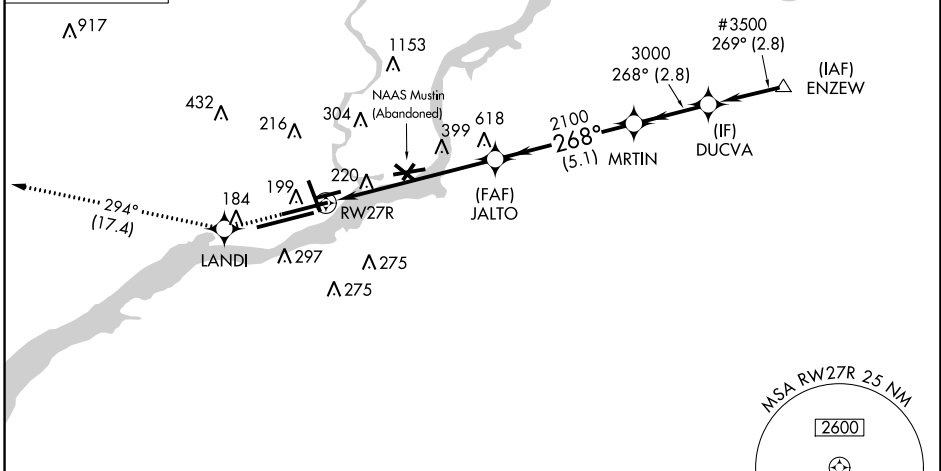 917
1153
#3500
269° (2.8)
3000
268° (2.8)
(IAF)
ENZEW
NAAS Mustin
(Abandoned)
432
304
216
399
618
2100
268°
(5.1)
MRTIN
(IF)
DUCVA
220
199
184
(FAF)
JALTO
RW27R
294°
(17.4)
LANDI
297
275
275
MSA RW27R 25 NM
2600